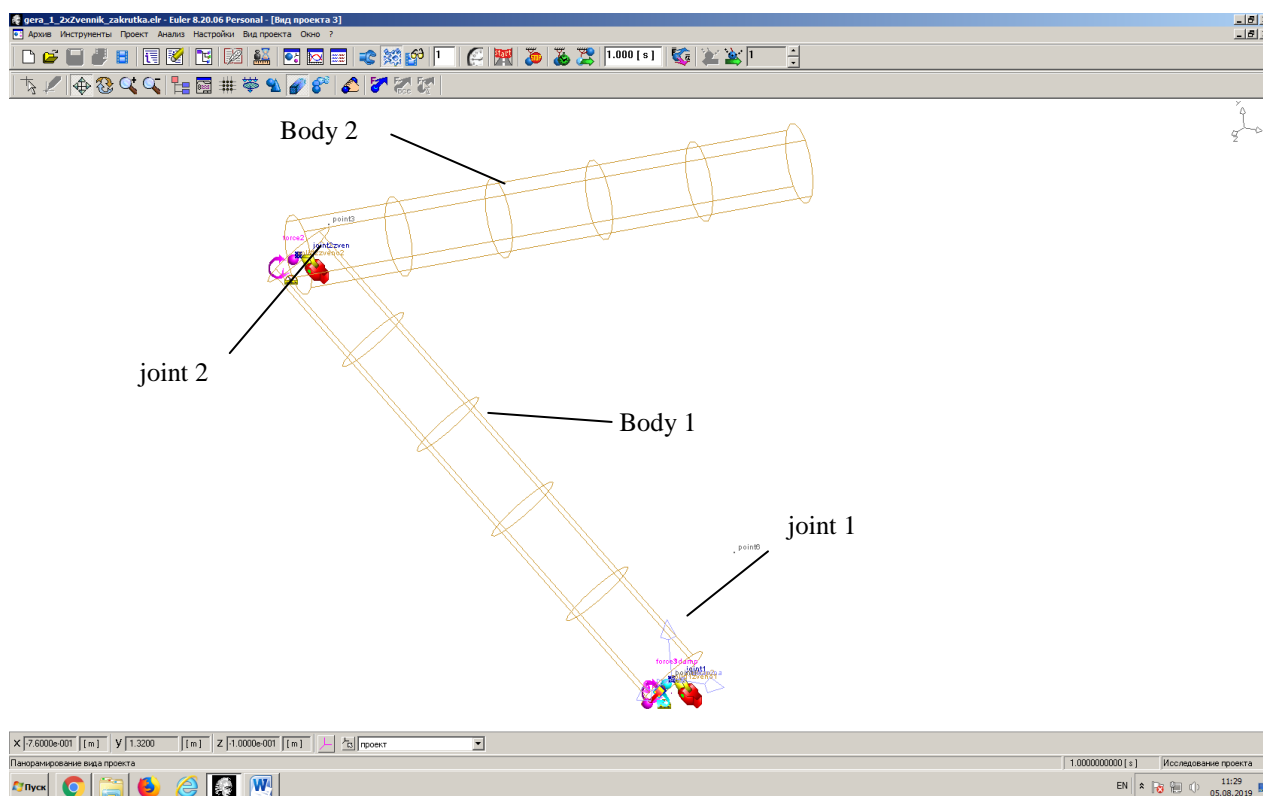 gera_1_2xZvennik_zakrutka.elr - Euler 8.20.06 Personal - [Вид проекта 3]
Архив Инструменты Проект Анализ Настройки Вид проекта Окно ?
1 1.000 [ s ] 1
Y
Z
Body 2
point3
force2
joint2zven
joint 2
Body 1
joint 1
point6
force3damp
joint1
X -7.6000e-001 [ m ] y 1.3200 [ m ] Z -1.0000e-001 [ m ] проект
Панорамирование вида проекта 1.0000000000 [ s ] Исследование проекта
Пуск EN 11:29
05.08.2019